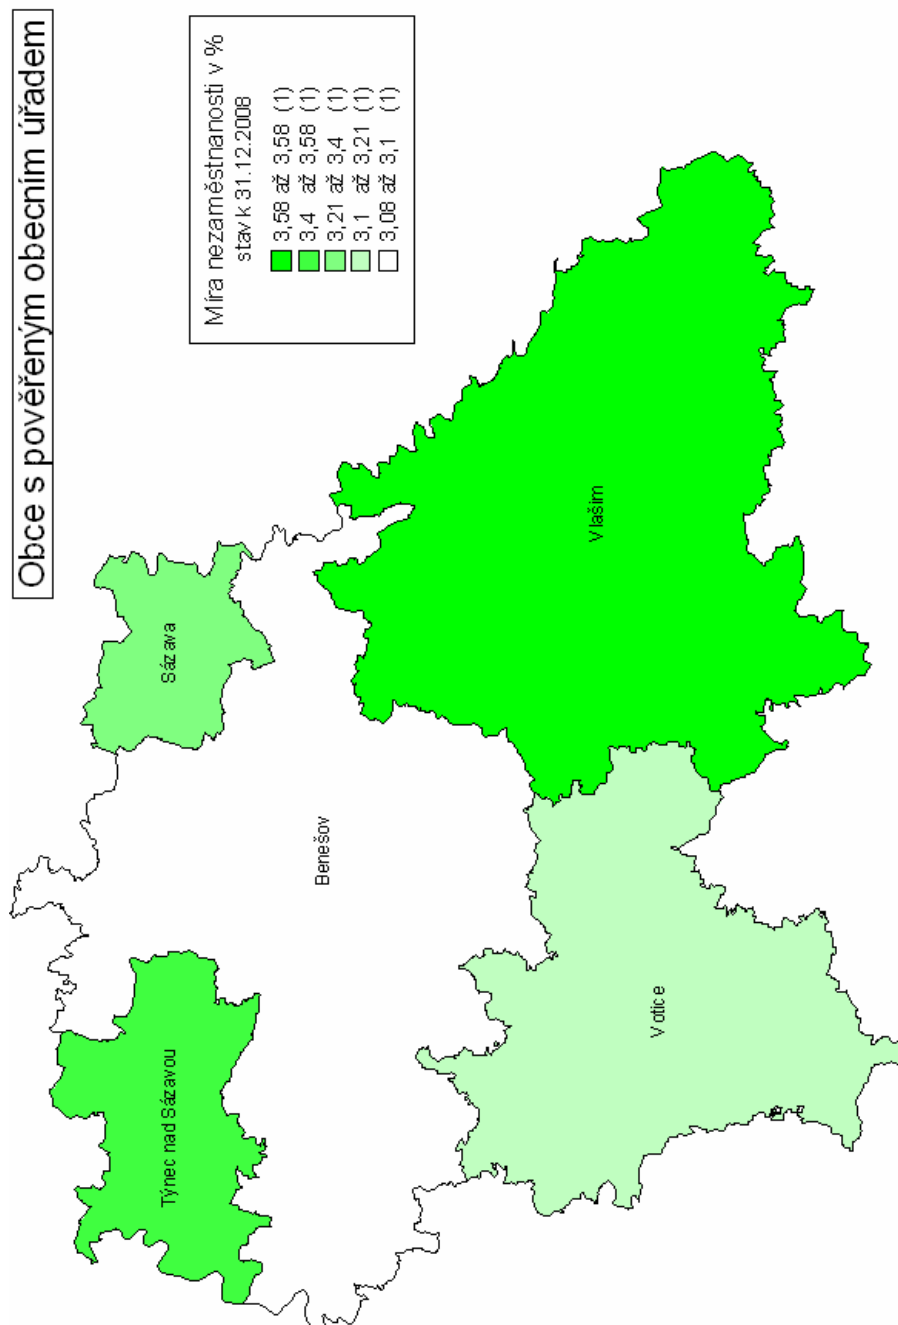 Obce s pověřeným obecním úřadem
Míra nezaměstnanosti v %
stav k 31.12.2008
3,58 až 3,58 (1)
3,4 až 3,58 (1)
3,21 až 3,4 (1)
3,1 až 3,21 (1)
3,08 až 3,1 (1)
Týnec nad Sázavou
Sázava
Benešov
Vlašim
Votice